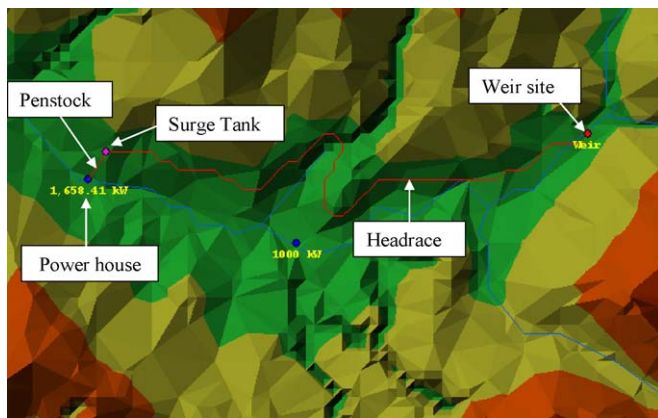 Weir site
Penstock
Surge Tank
Weir
1,658.41 kW
Power house
1000 kW
Headrace